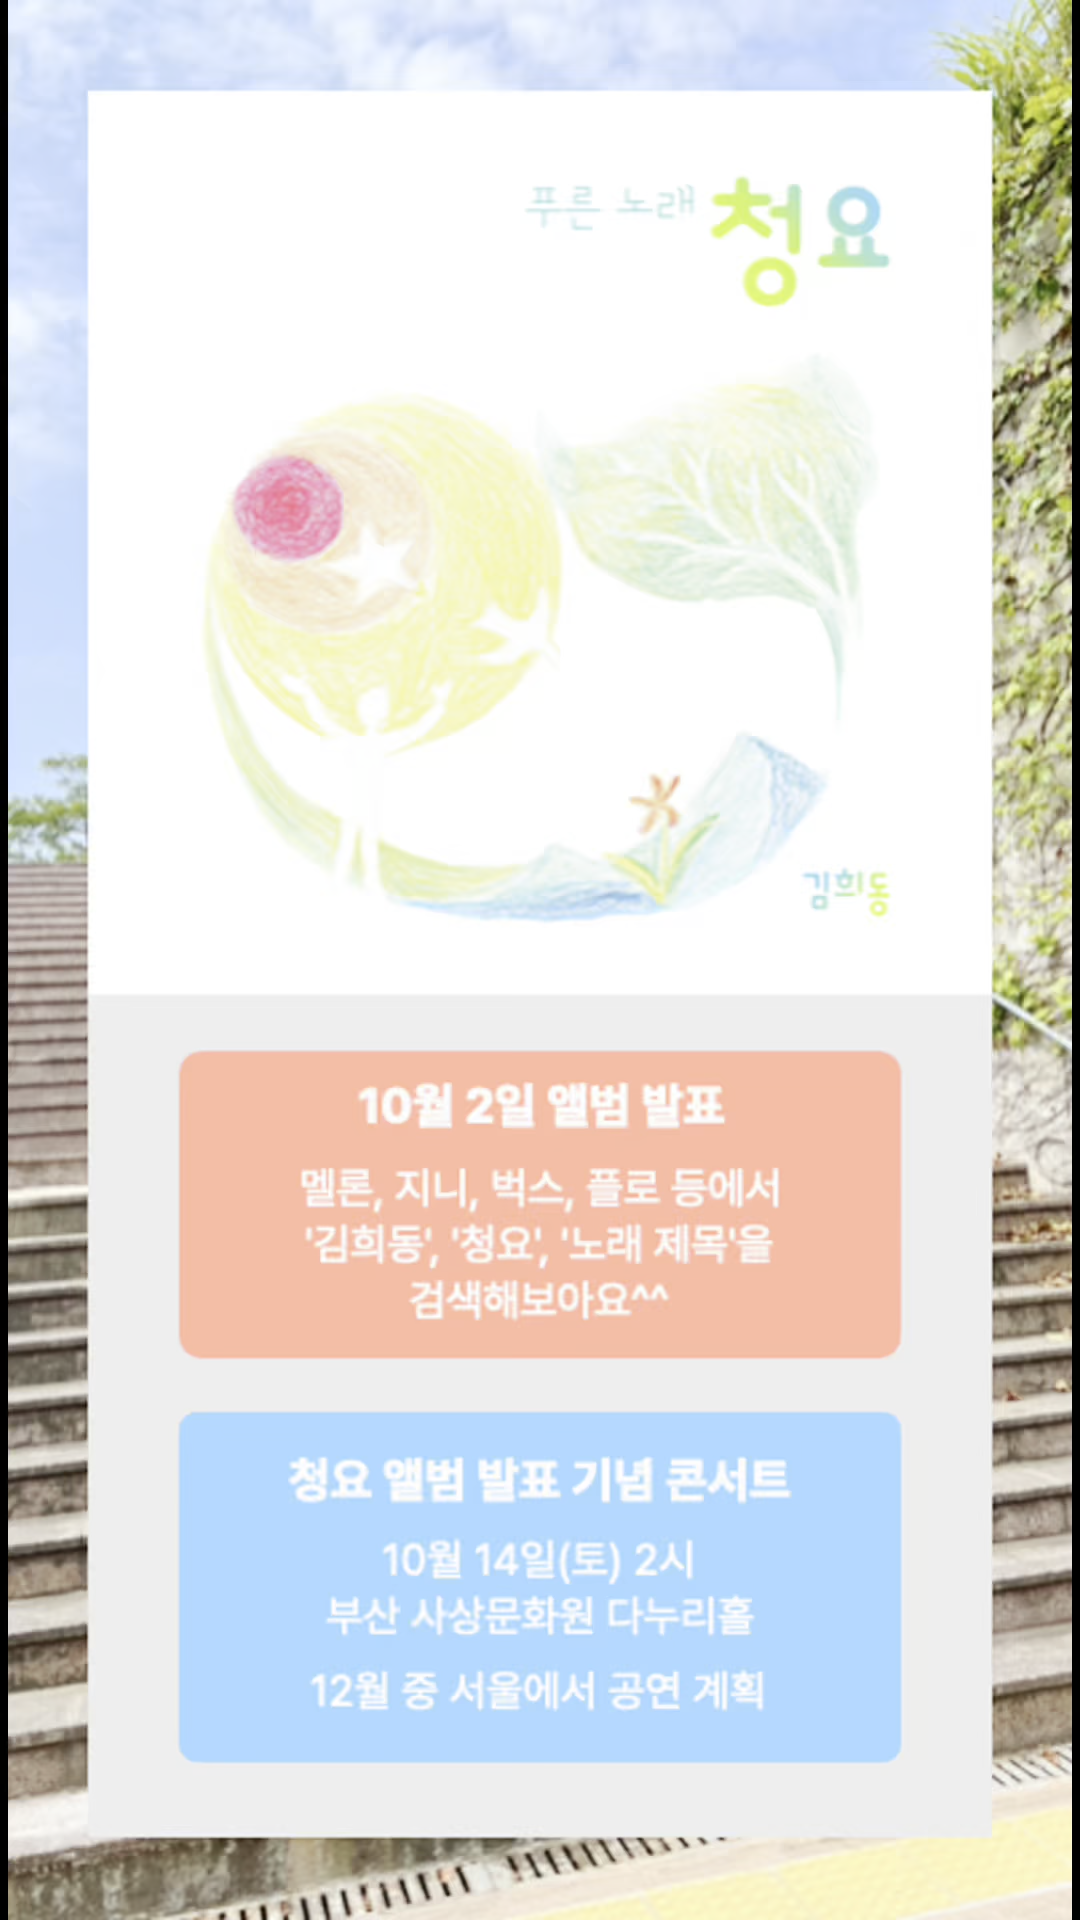 푸른 노래 청요
김희동
10월 2일 앨범 발표
멜론, 지니, 벅스, 플로 등에서
'김희동', '청요', '노래 제목'을
검색해보아요^^
청요 앨범 발표 기념 콘서트
10월 14일(토) 2시
부산 사상문화원 다누리홀
12월 중 서울에서 공연 계획